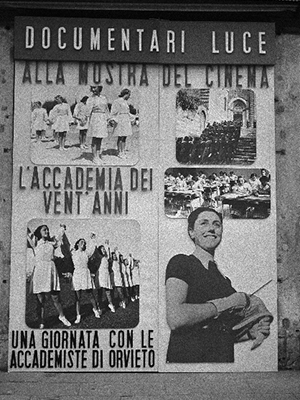 DOCUMENTARI LUCE
ALLA MOSTRA DEL CINEMA
L'ACCADEMIA DEI
VENT'ANNI
UNA GIORNATA CON LE
ACCADEMISTE DI ORVIETO